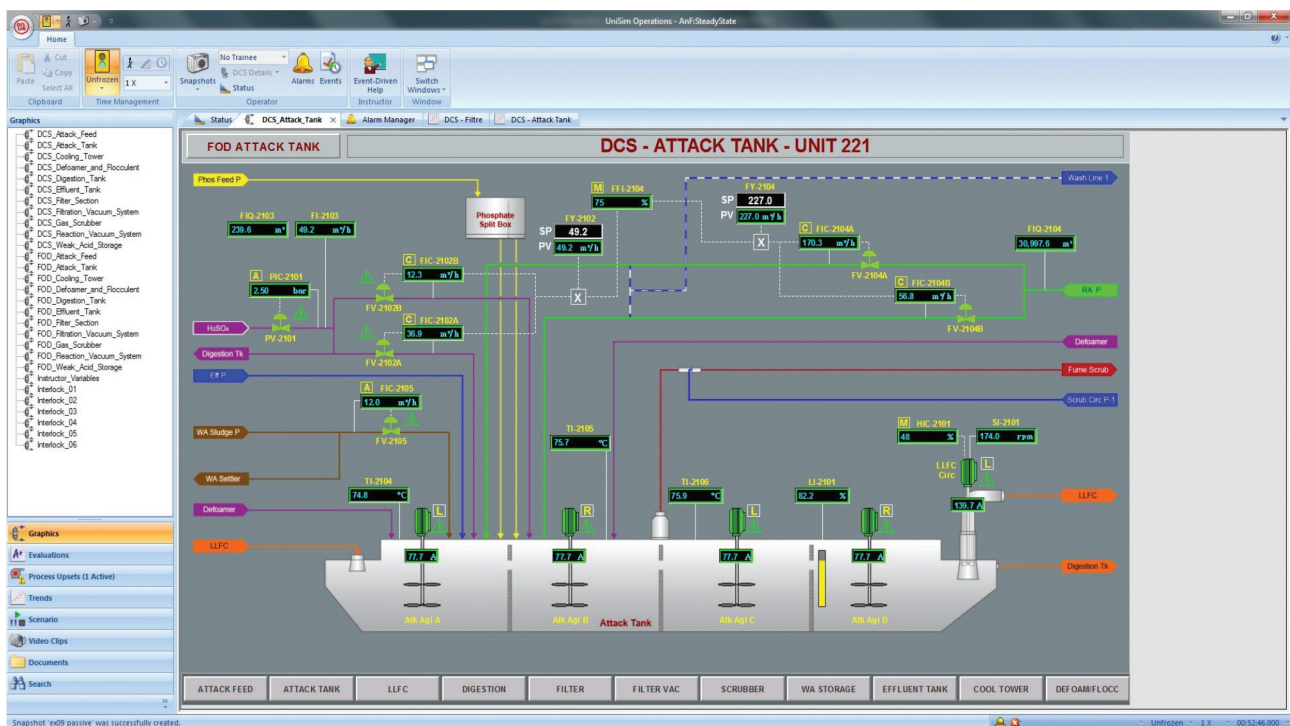 UniSim Operations - AnF:SteadyState
Home
Paste
Cut
Copy
Select All
Clipboard
Unfrozen
1 X
Time Management
Snapshots
No Trainee
DCS Details
Status
Alarms
Events
Operator
Event-Driven Help
Instructor
Switch Windows
Window
Graphics
Status
DCS_Attack_Tank
Alarm Manager
DCS - Filtre
DCS - Attack Tank
DCS_Attack_Feed
DCS_Attack_Tank
DCS_Cooling_Tower
DCS_Defoamer_and_Flocculent
DCS_Digestion_Tank
DCS_Effluent_Tank
DCS_Filter_Section
DCS_Filtration_Vacuum_System
DCS_Gas_Scrubber
DCS_Reaction_Vacuum_System
DCS_Weak_Acid_Storage
FOD_Attack_Feed
FOD_Attack_Tank
FOD_Cooling_Tower
FOD_Defoamer_and_Flocculent
FOD_Digestion_Tank
FOD_Effluent_Tank
FOD_Filter_Section
FOD_Filtration_Vacuum_System
FOD_Gas_Scrubber
FOD_Reaction_Vacuum_System
FOD_Weak_Acid_Storage
Instructor_Variables
Interlock_01
Interlock_02
Interlock_03
Interlock_04
Interlock_05
Interlock_06
Graphics
Evaluations
Process Upsets (1 Active)
Trends
Scenario
Video Clips
Documents
Search
FOD ATTACK TANK
DCS - ATTACK TANK - UNIT 221
Phos Feed P
Phosphate Split Box
M FFI-2104
75 %
FY-2104
SP 227.0
PV 227.0 m³/h
Wash Line 1
FIQ-2103
239.6 m³
FI-2103
49.2 m³/h
FY-2102
SP 49.2
PV 49.2 m³/h
X
X
C FIC-2104A
170.3 m³/h
FV-2104A
FIQ-2104
30,997.6 m³
A PIC-2101
2.50 bar
PV-2101
C FIC-2102B
12.3 m³/h
FV-2102B
C FIC-2104B
56.8 m³/h
FV-2104B
RA P
H₂SO₄
C FIC-2102A
36.9 m³/h
FV-2102A
Digestion Tk
Defoamer
Eff P
Fume Scrub
A FIC-2105
12.0 m³/h
FV-2105
Scrub Circ P-1
WA Sludge P
TI-2105
75.7 °C
M HIC-2101
48 %
SI-2101
174.0 rpm
WA Settler
TI-2104
74.8 °C
TI-2106
75.9 °C
LI-2101
82.2 %
LLFC Circ
L
139.7 A
LLFC
Defoamer
L
R
L
R
LLFC
77.7 A
77.7 A
77.7 A
77.7 A
Digestion Tk
Atk Agi A
Atk Agi B
Attack Tank
Atk Agi C
Atk Agi D
ATTACK FEED
ATTACK TANK
LLFC
DIGESTION
FILTER
FILTER VAC
SCRUBBER
WA STORAGE
EFFLUENT TANK
COOL TOWER
DEFOAM/FLOCC
Snapshot 'ex09 passive' was successfully created.
Unfrozen
1 X
00:52:46.000